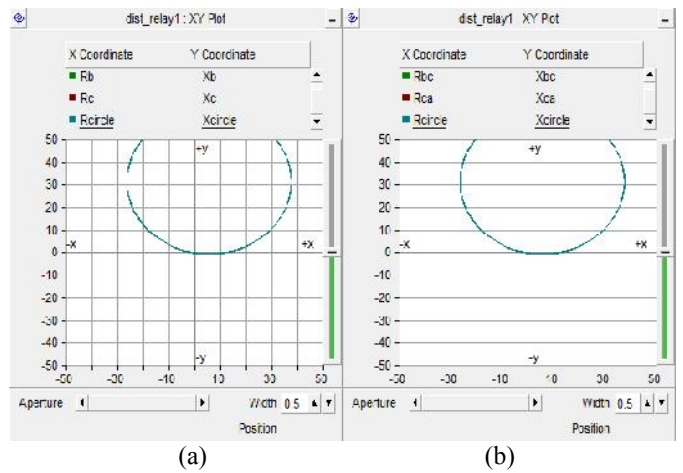 dist_relay1 : XY Plot
X Coordinate Y Coordinate
Rb Xb
Rc Xc
Rcircle Xcircle
50
40
30
20
10
0
-10
-20
-30
-40
-50
+y
-x +x
-y
-50 -30 -10 10 30 50
Aperture Width 0.5
Position
(a)
dist_relay1 XY Plot
X Coordinate Y Coordinate
Rbc Xbc
Rca Xca
Rcircle Xcircle
50
40
30
20
10
0
-10
-20
-30
-40
-50
+y
-x +x
-y
-50 -30 -10 10 30 50
Aperture Width 0.5
Position
(b)